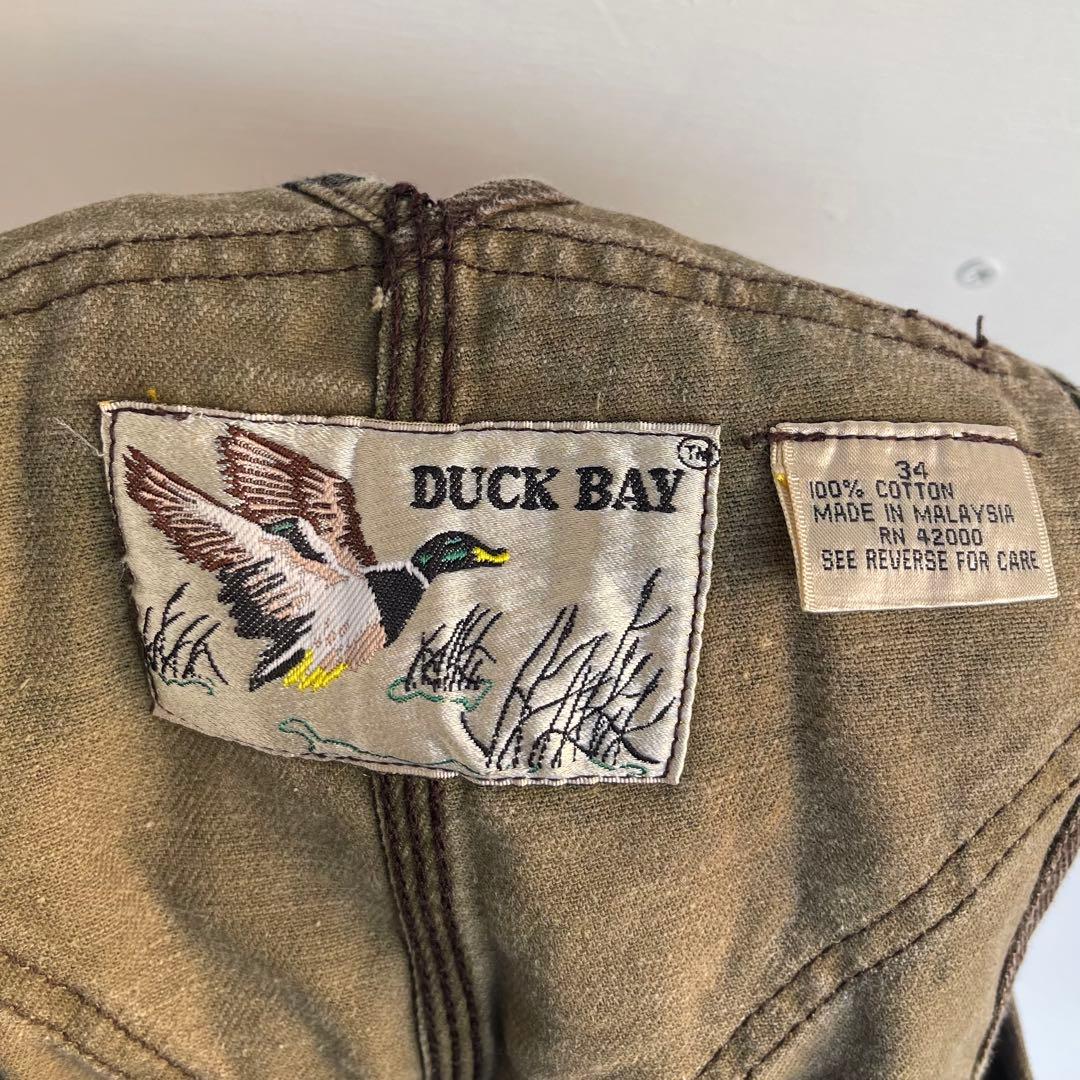 DUCK BAY
TM
34
100% COTTON
MADE IN MALAYSIA
RN 42000
SEE REVERSE FOR CARE